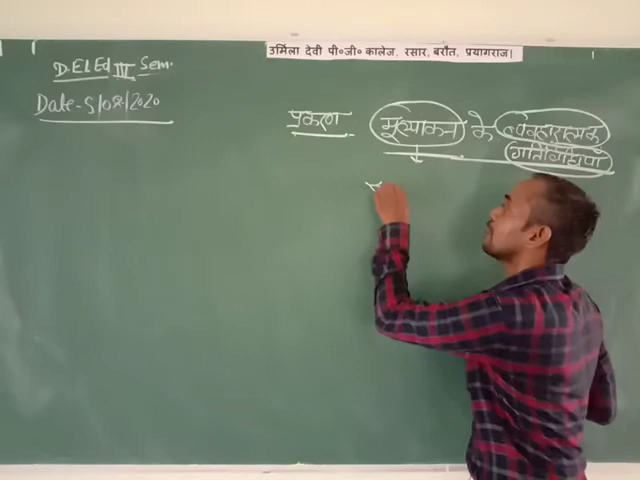 उर्मिला देवी पी०जी० कालेज, रसार, बरौत, प्रयागराज।
D.El.Ed III Sem.
Date-5/08/2020
प्रकरण मूल्यांकन के व्यवहारात्मक
गतिविधियां